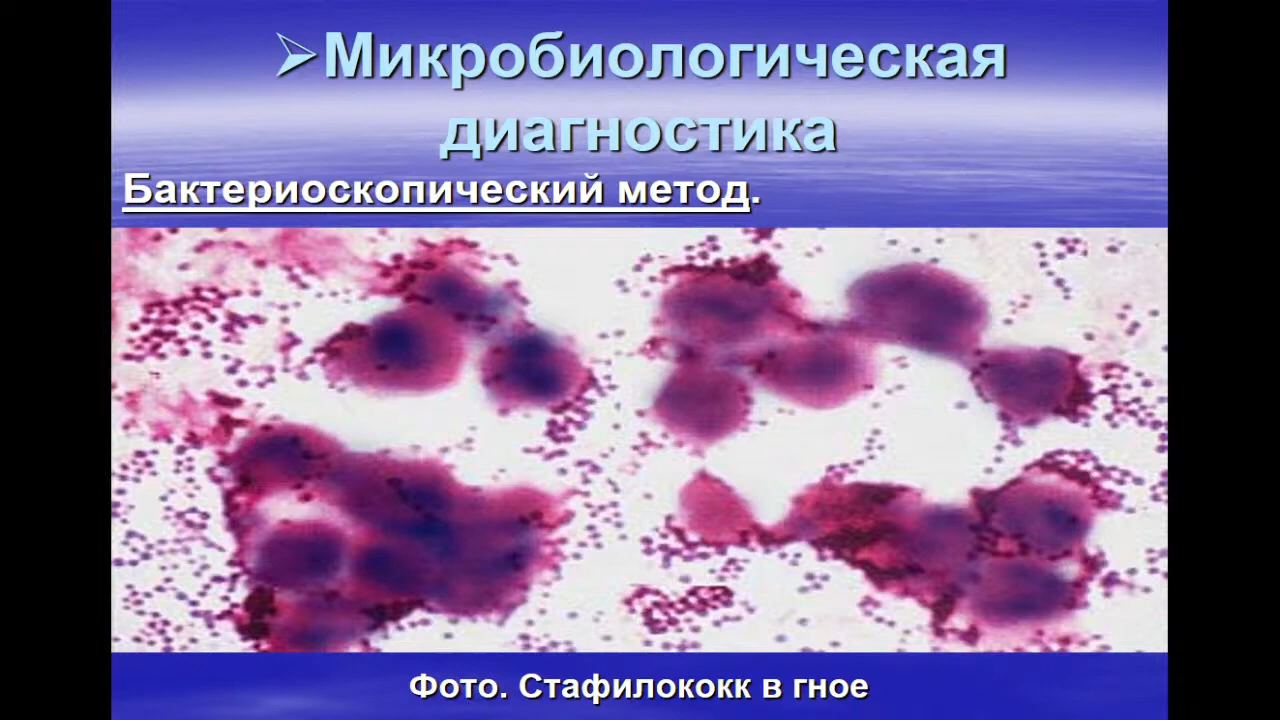 ➢Микробиологическая
диагностика
Бактериоскопический метод.
Фото. Стафилококк в гное